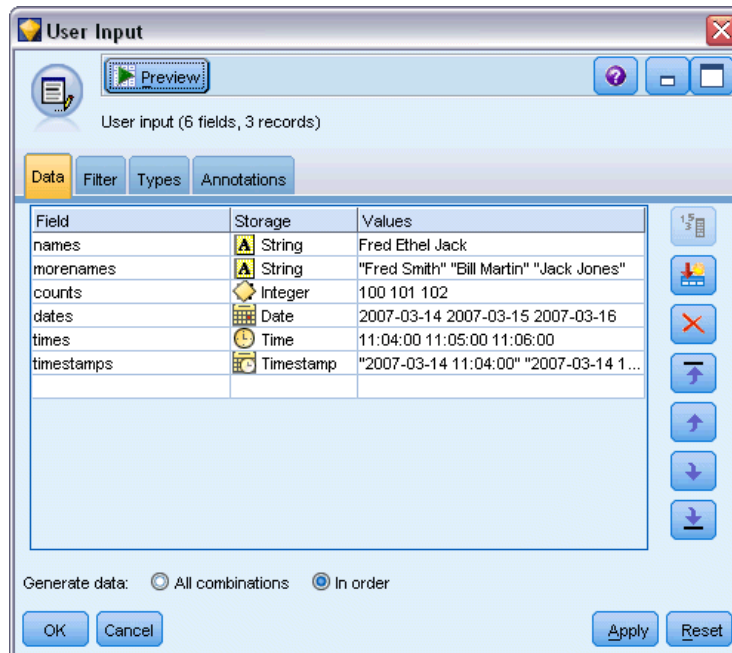 User Input
Preview
User input (6 fields, 3 records)
Data Filter Types Annotations
Field Storage Values
names String Fred Ethel Jack
morenames String "Fred Smith" "Bill Martin" "Jack Jones"
counts Integer 100 101 102
dates Date 2007-03-14 2007-03-15 2007-03-16
times Time 11:04:00 11:05:00 11:06:00
timestamps Timestamp "2007-03-14 11:04:00" "2007-03-14 1...
Generate data: All combinations In order
OK Cancel Apply Reset